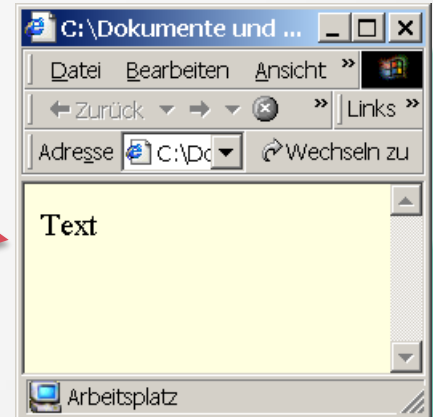 C:\Dokumente und ...
Datei Bearbeiten Ansicht »
Zurück » Links »
Adresse C:\Do Wechseln zu
Text
Arbeitsplatz